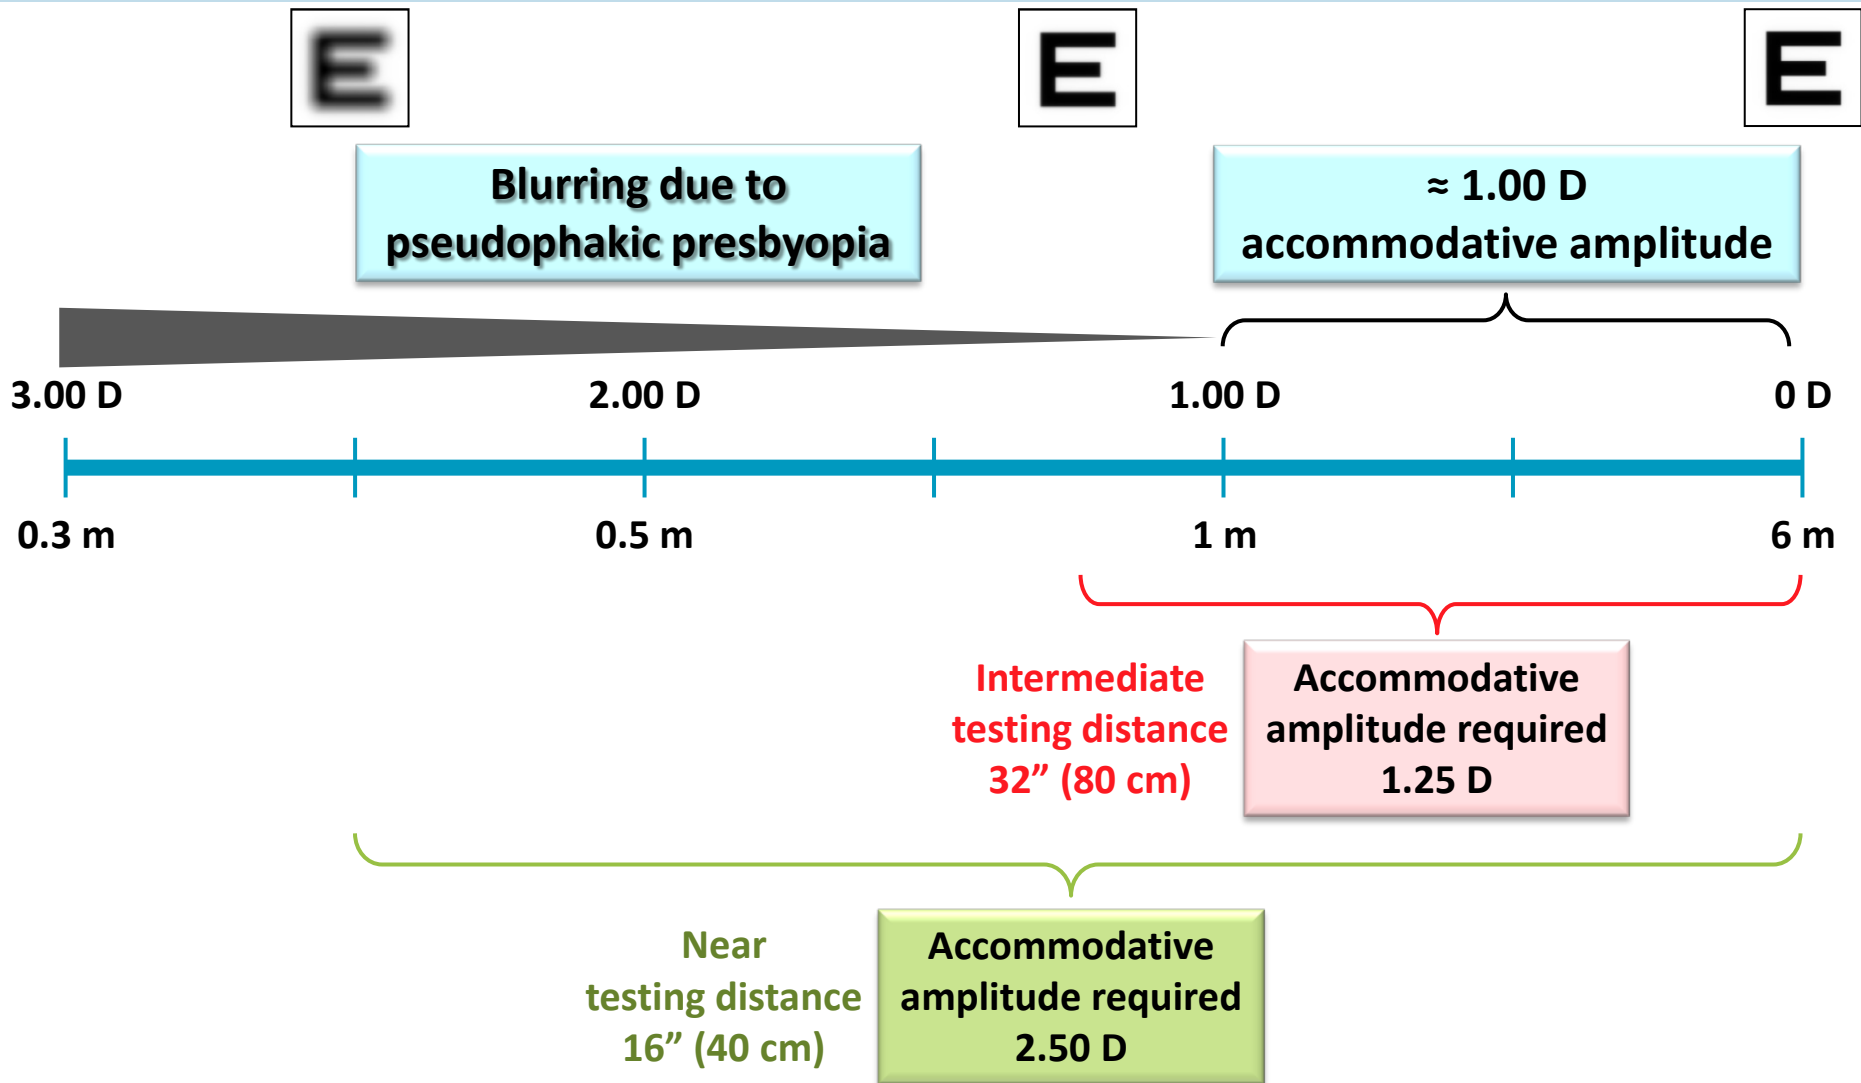 E
E
E
Blurring due to
pseudophakic presbyopia
≈ 1.00 D
accommodative amplitude
3.00 D
2.00 D
1.00 D
0 D
0.3 m
0.5 m
1 m
6 m
Intermediate
testing distance
32” (80 cm)
Accommodative
amplitude required
1.25 D
Near
testing distance
16” (40 cm)
Accommodative
amplitude required
2.50 D